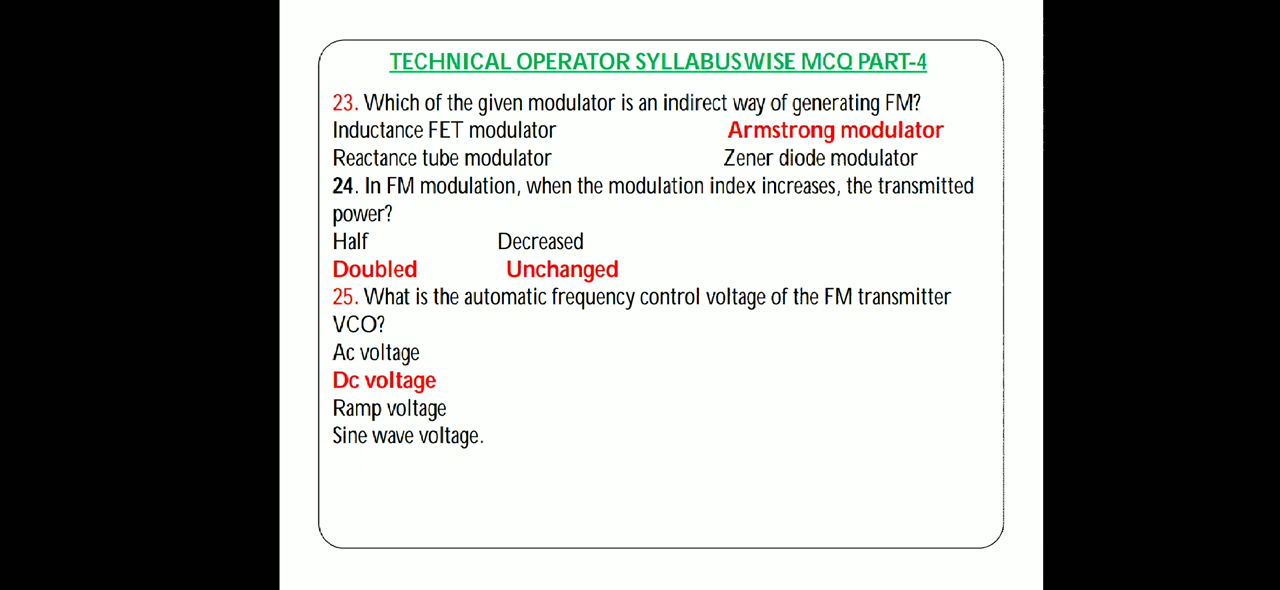 TECHNICAL OPERATOR SYLLABUSWISE MCQ PART-4
23. Which of the given modulator is an indirect way of generating FM?
Inductance FET modulator Armstrong modulator
Reactance tube modulator Zener diode modulator
24. In FM modulation, when the modulation index increases, the transmitted
power?
Half Decreased
Doubled Unchanged
25. What is the automatic frequency control voltage of the FM transmitter
VCO?
Ac voltage
Dc voltage
Ramp voltage
Sine wave voltage.